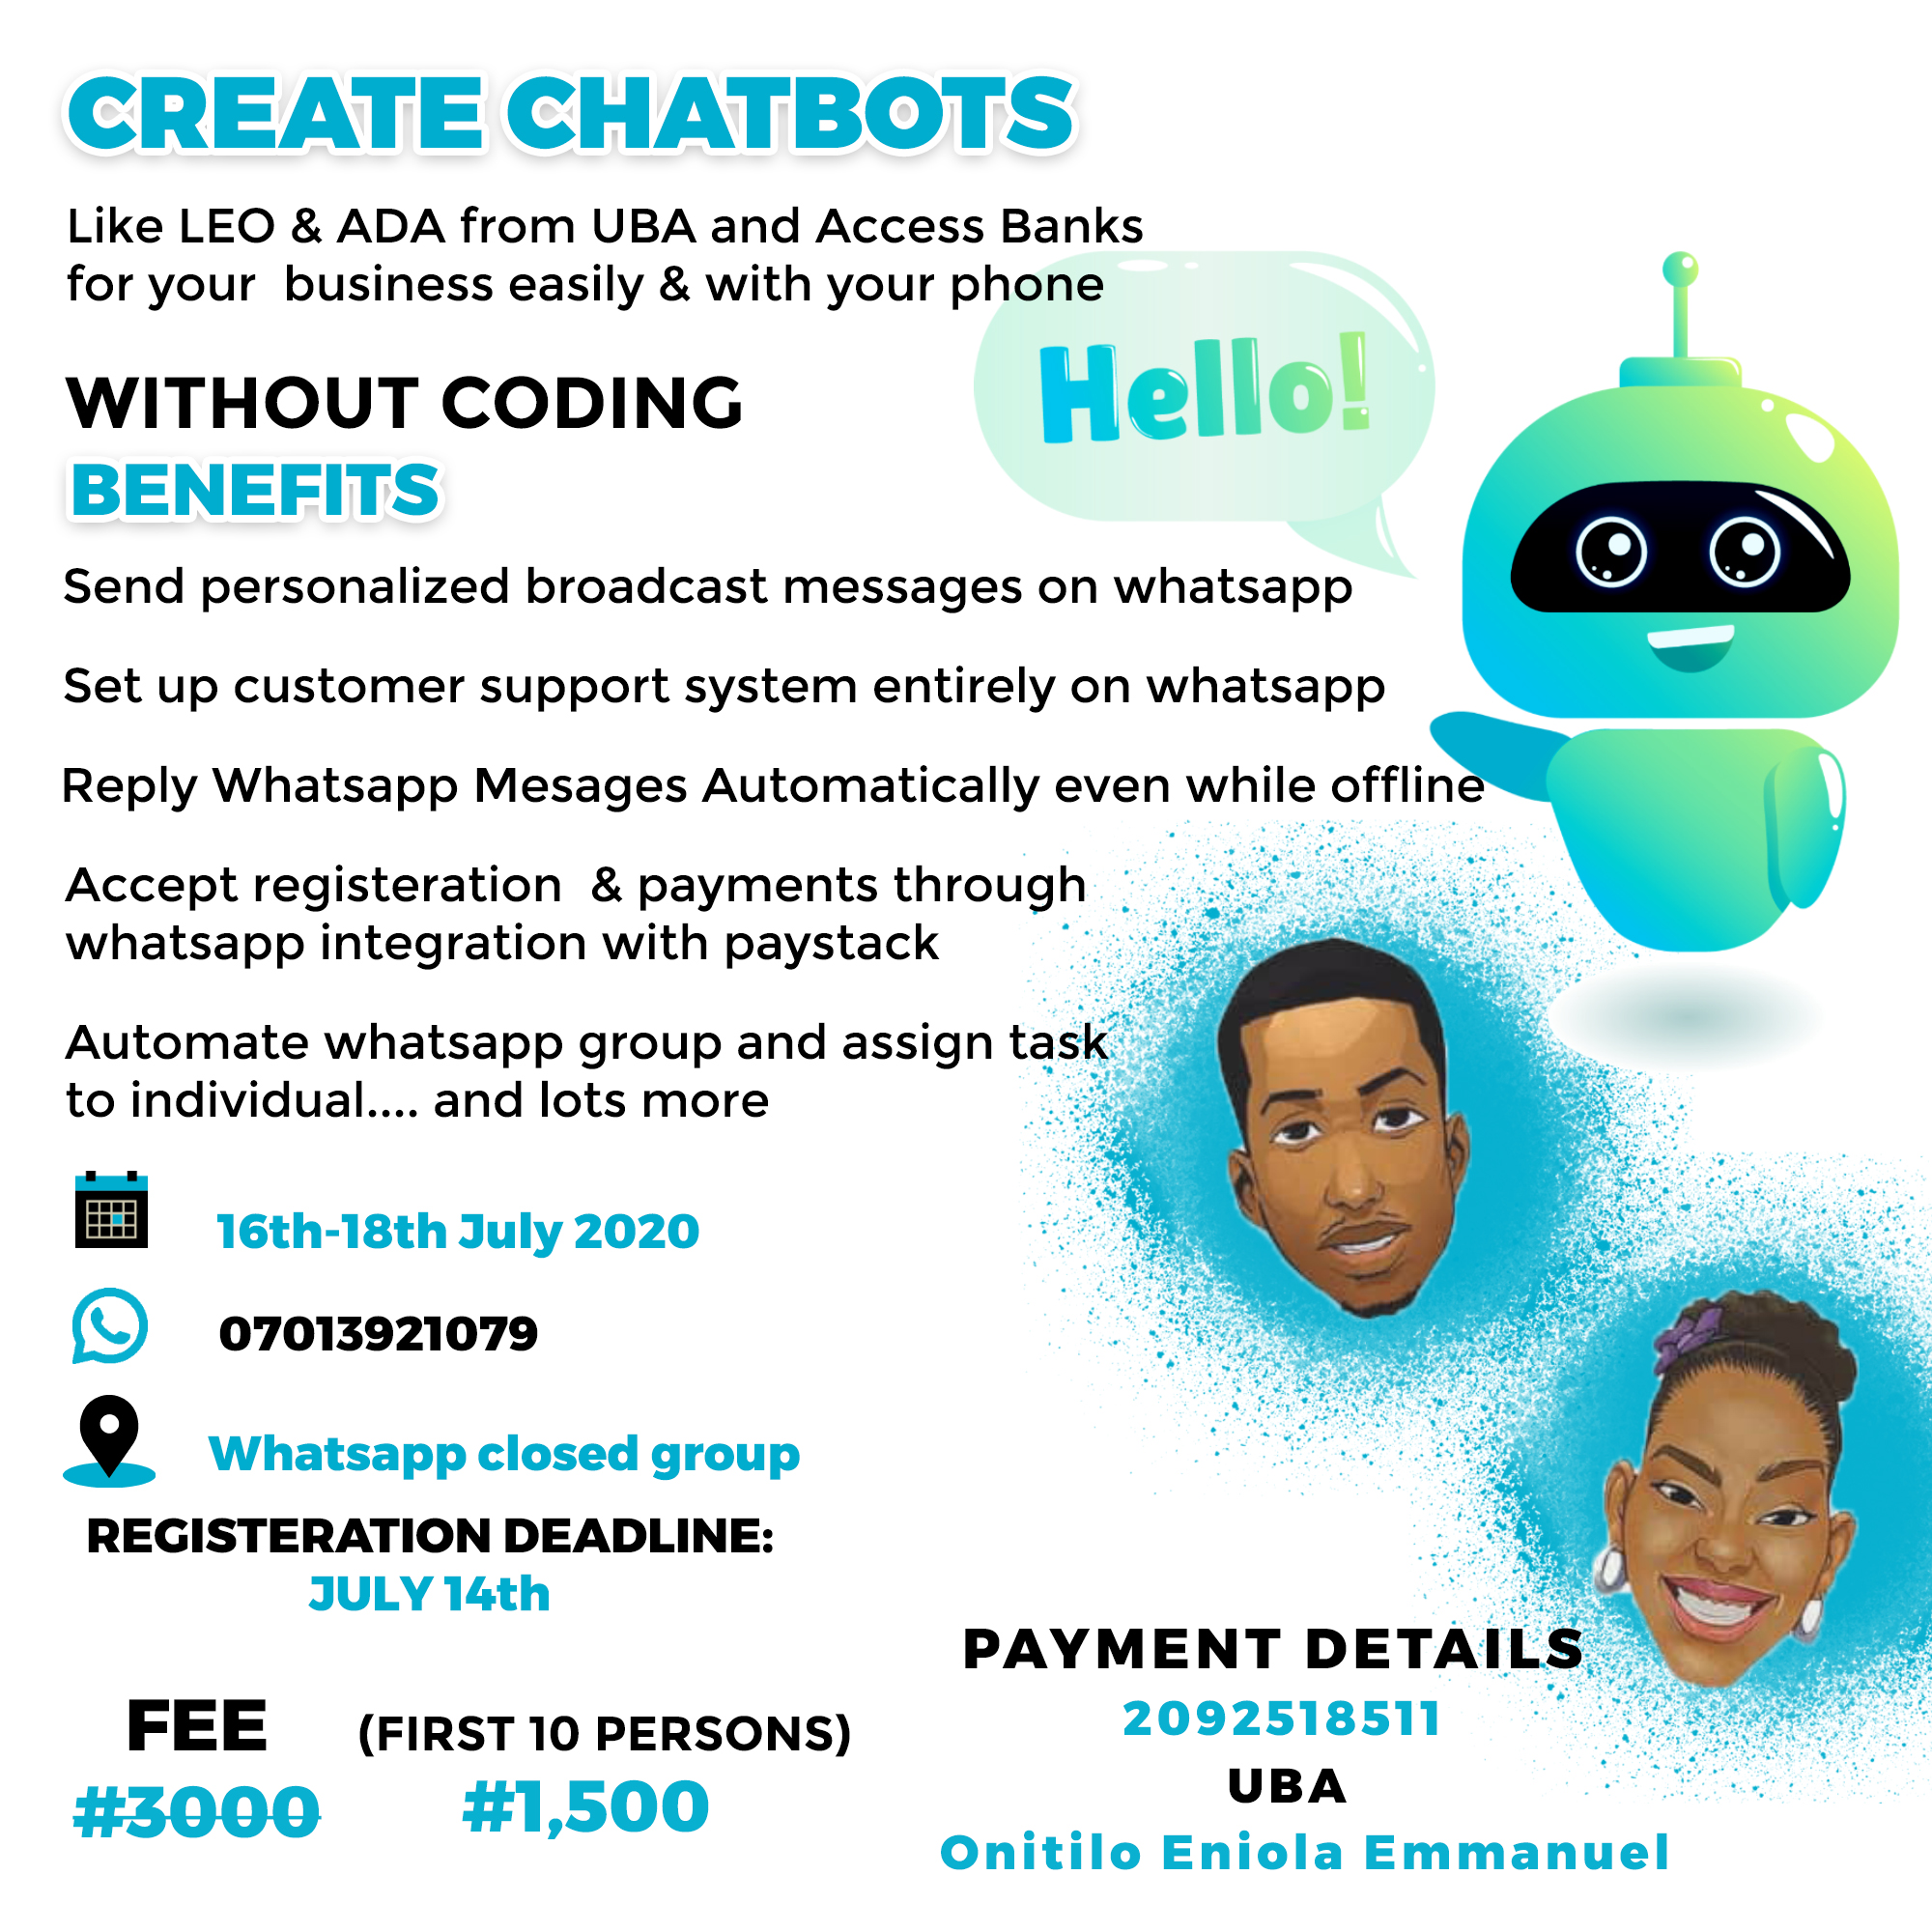 CREATE CHATBOTS
Like LEO & ADA from UBA and Access Banks
for your business easily & with your phone
Hello!
WITHOUT CODING
BENEFITS
Send personalized broadcast messages on whatsapp
Set up customer support system entirely on whatsapp
Reply Whatsapp Mesages Automatically even while offline
Accept registeration & payments through
whatsapp integration with paystack
Automate whatsapp group and assign task
to individual.... and lots more
16th-18th July 2020
07013921079
Whatsapp closed group
REGISTERATION DEADLINE:
JULY 14th
FEE
#3000
(FIRST 10 PERSONS)
#1,500
PAYMENT DETAILS
2092518511
UBA
Onitilo Eniola Emmanuel